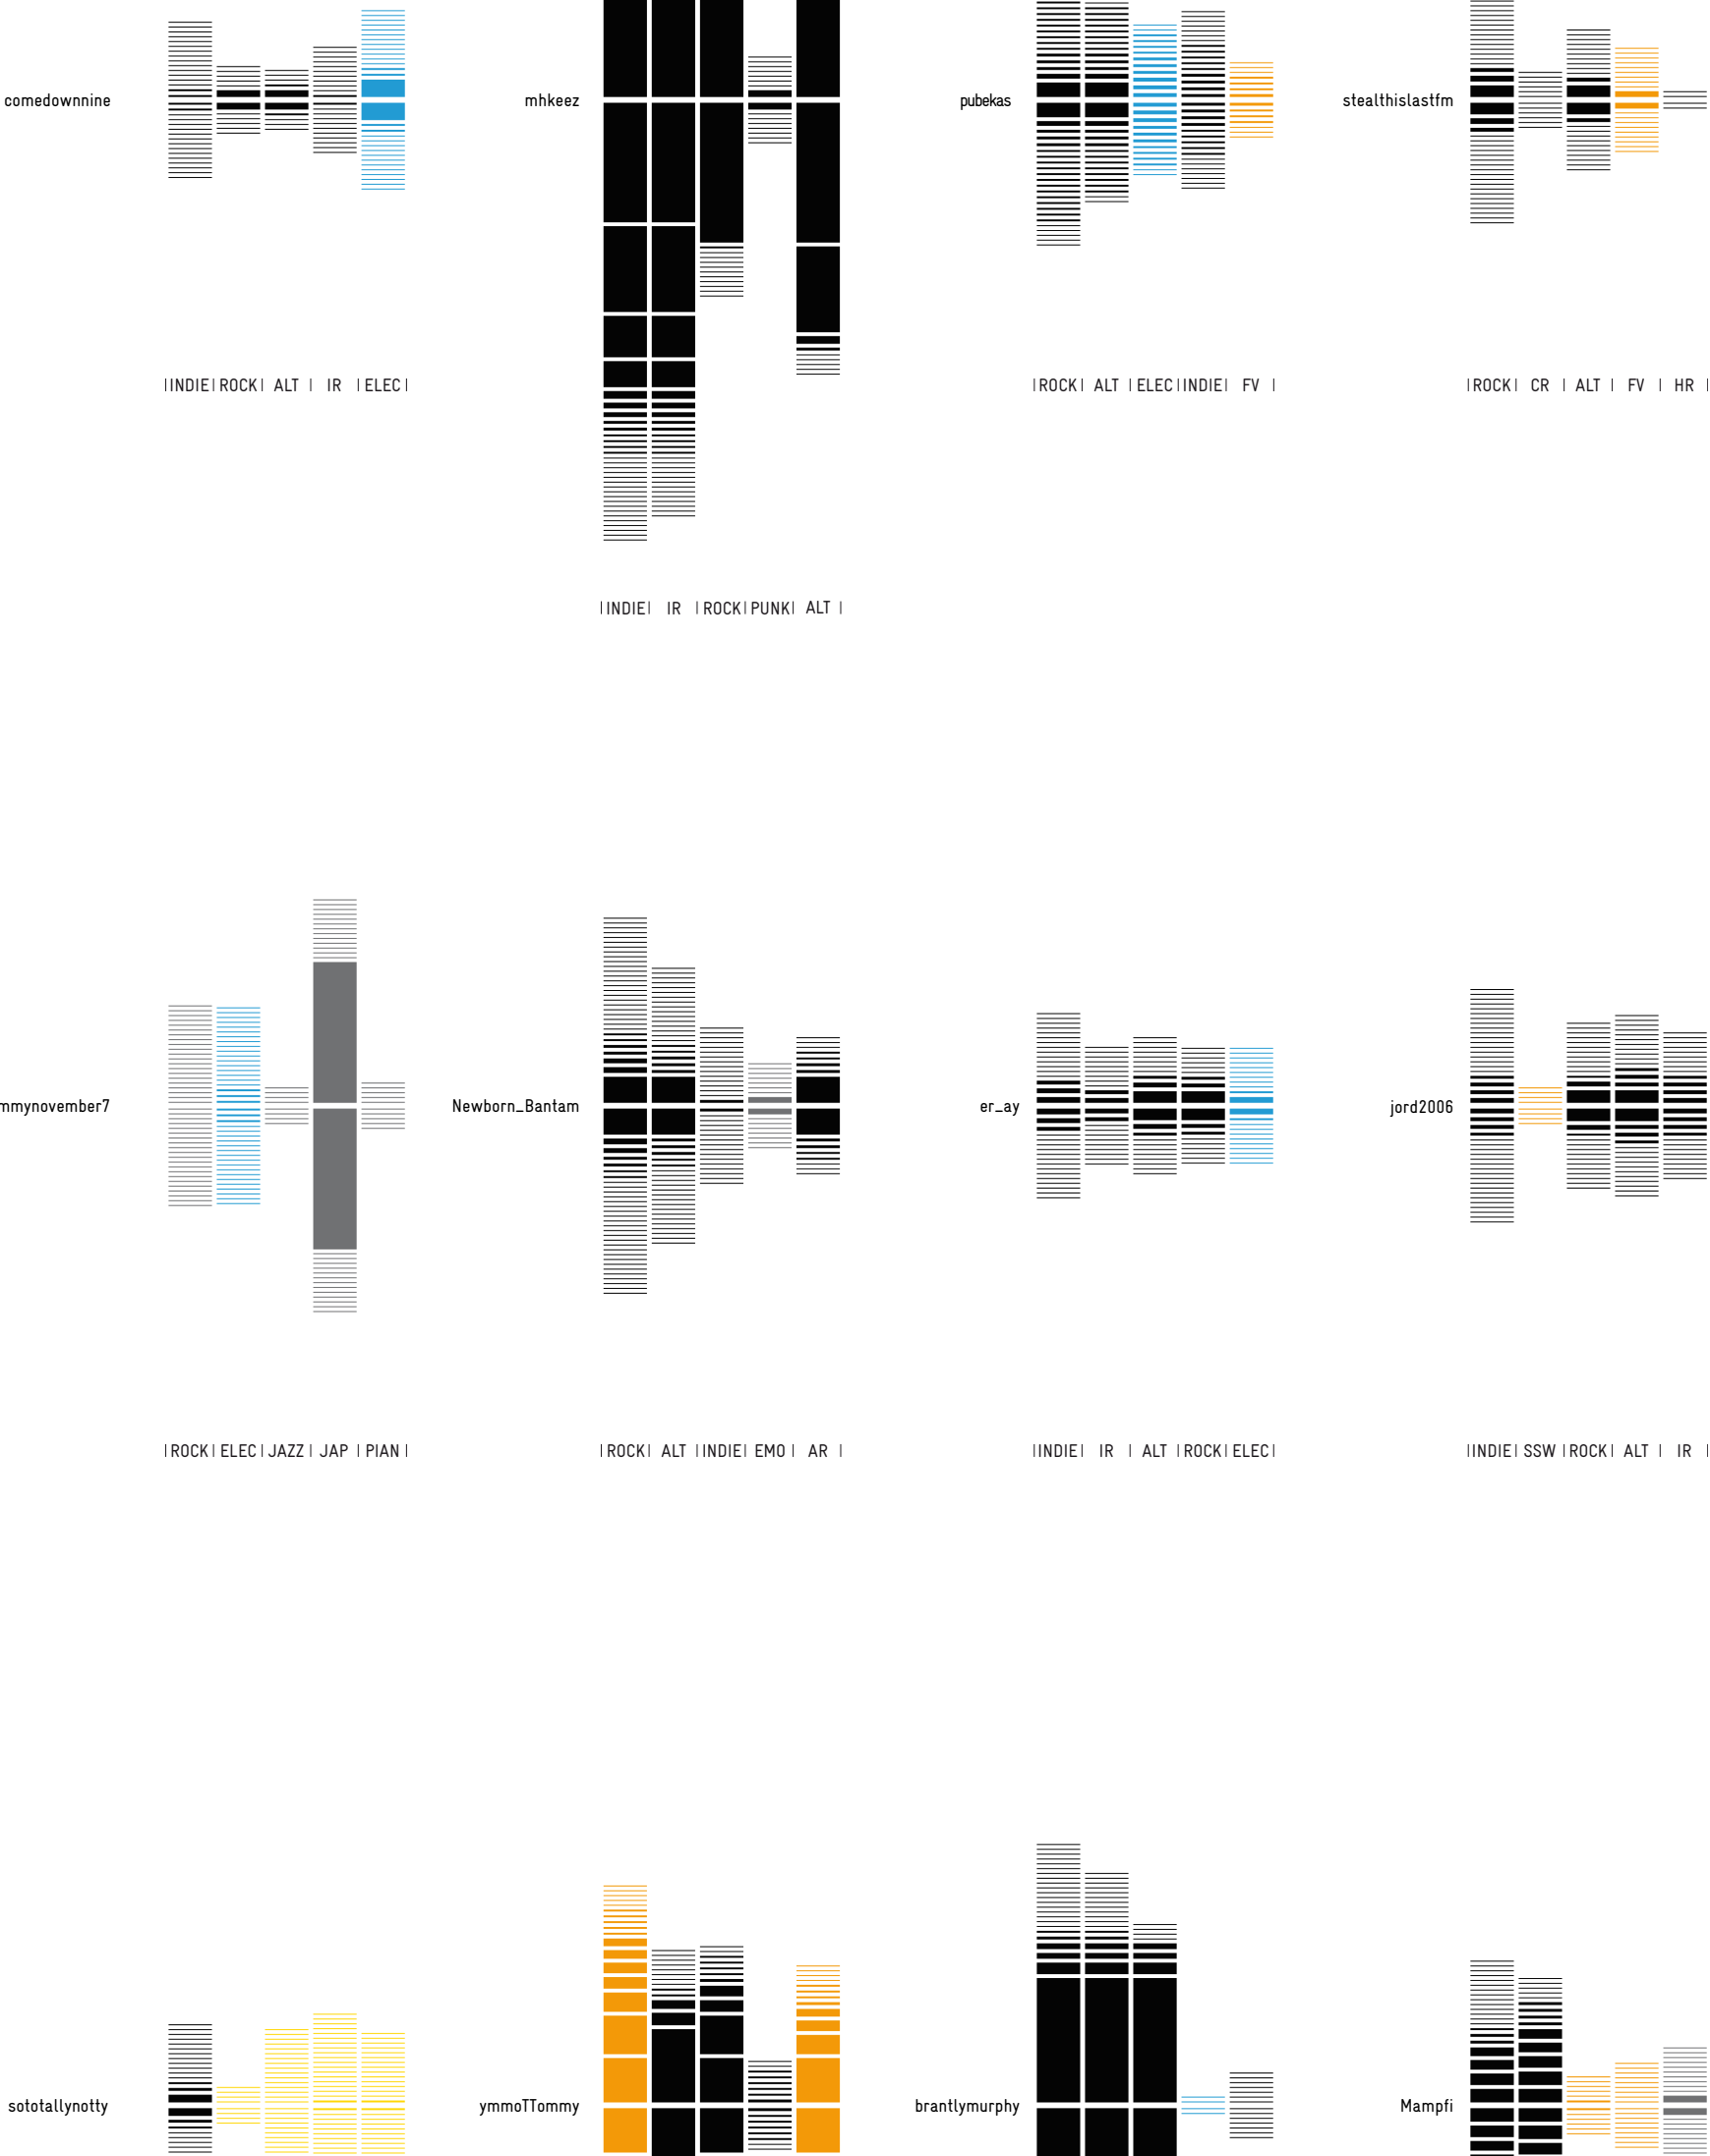 comedownnine mhkeez pubekas stealthislastfm
|INDIE| ROCK | ALT | IR | ELEC |
|ROCK| ALT | ELEC |INDIE| FV |
|ROCK| CR | ALT | FV | HR |
|INDIE| IR | ROCK| PUNK| ALT |
mmynovember7 Newborn_Bantam er_ay jord2006
|ROCK| ELEC | JAZZ | JAP | PIAN |
|ROCK| ALT |INDIE| EMO | AR |
|INDIE| IR | ALT | ROCK | ELEC |
|INDIE| SSW | ROCK | ALT | IR |
sototallynotty ymmoTTommy brantlymurphy Mampfi